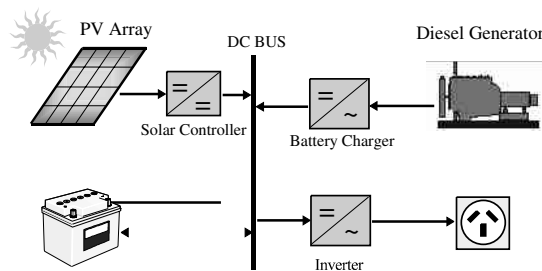 PV Array
DC BUS
Diesel Generator
Solar Controller
Battery Charger
Inverter